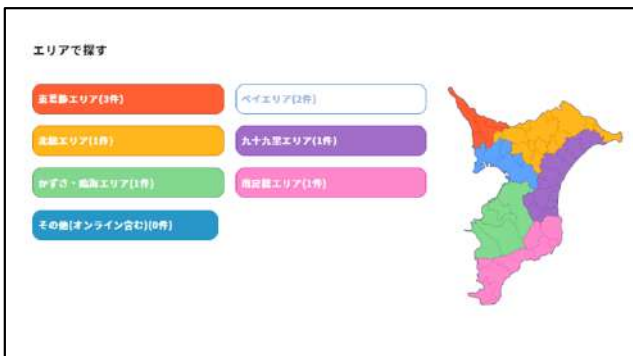 エリアで探す
東葛飾エリア(3件)
ベイエリア(2件)
北総エリア(1件)
九十九里エリア(1件)
かずさ・臨海エリア(1件)
南房総エリア(1件)
その他(オンライン含む)(0件)